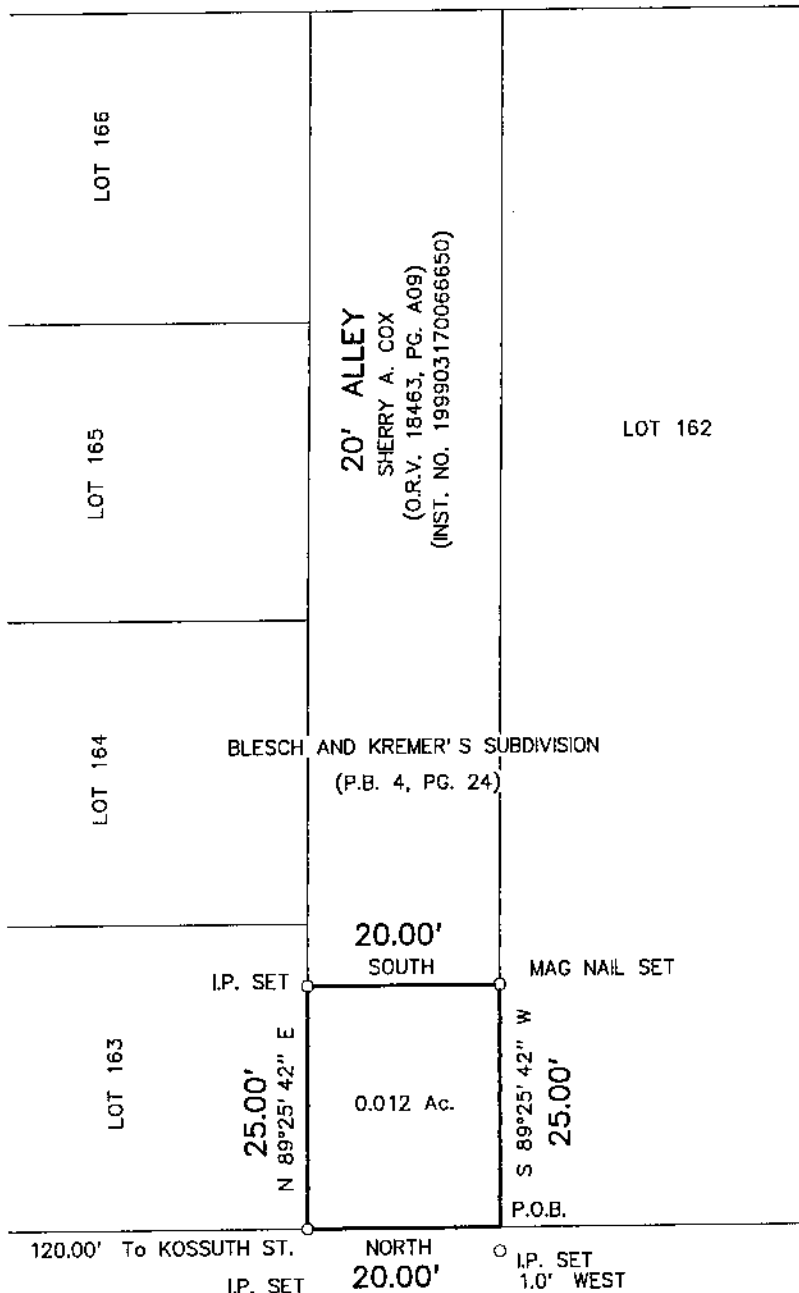 LOT 166
20' ALLEY
SHERRY A. COX
(O.R.V. 18463, PG. A09)
(INST. NO. 199903170066650)
LOT 165
LOT 162
LOT 164
BLESCH AND KREMER'S SUBDIVISION
(P.B. 4, PG. 24)
20.00'
SOUTH
I.P. SET
MAG NAIL SET
LOT 163
25.00'
N 89°25'42" E
0.012 Ac.
S 89°25'42" W
25.00'
P.O.B.
120.00' To KOSSUTH ST.
NORTH
I.P. SET
1.0' WEST
I.P. SET
20.00'